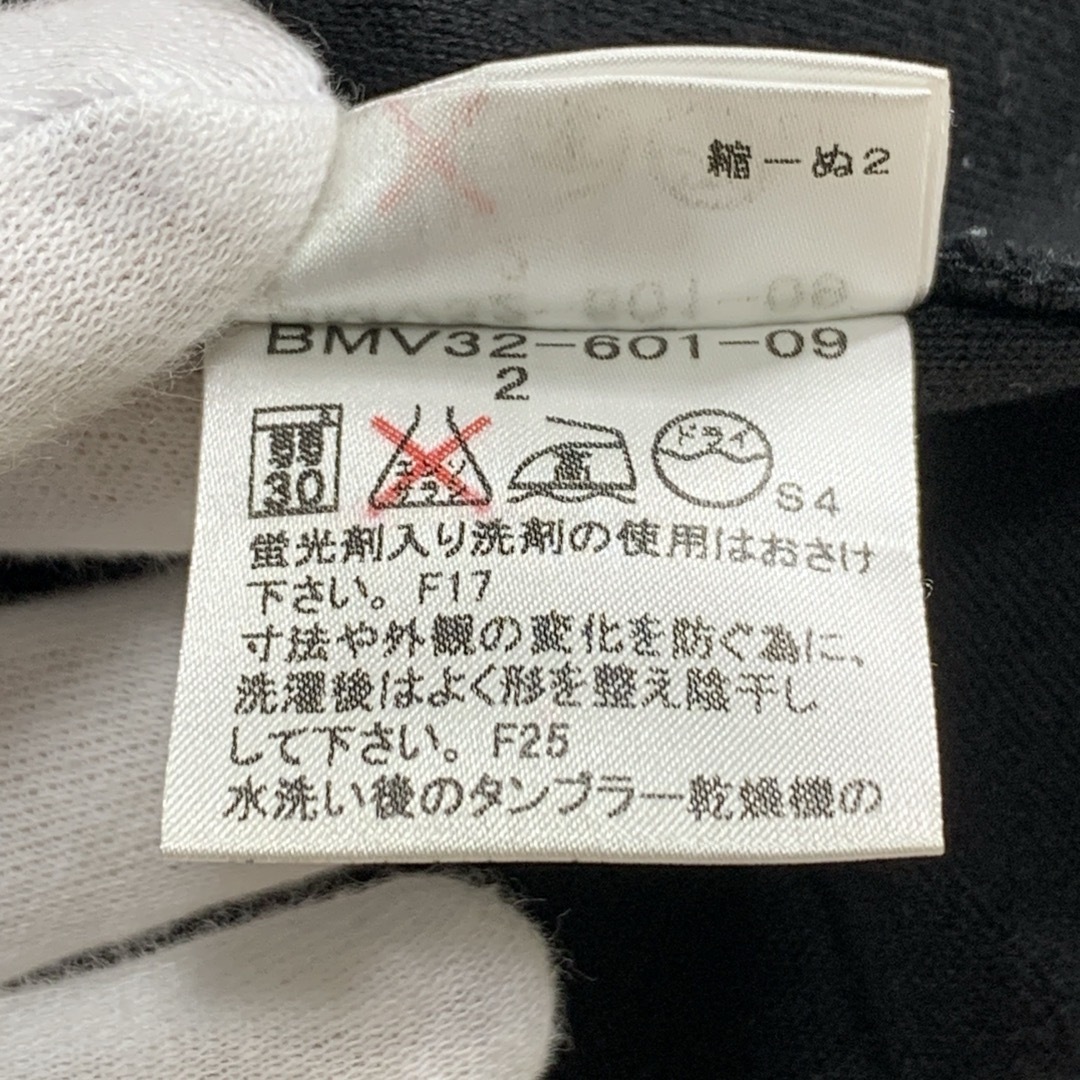 縮一ぬ2
BMV32-601-09
2
30
エンソ
サラシ
高
ドライ
S4
蛍光剤入り洗剤の使用はおさけ
下さい。F17
寸法や外観の変化を防ぐ為に、
洗濯後はよく形を整え陰干し
して下さい。F25
水洗い後のタンブラー乾燥機の